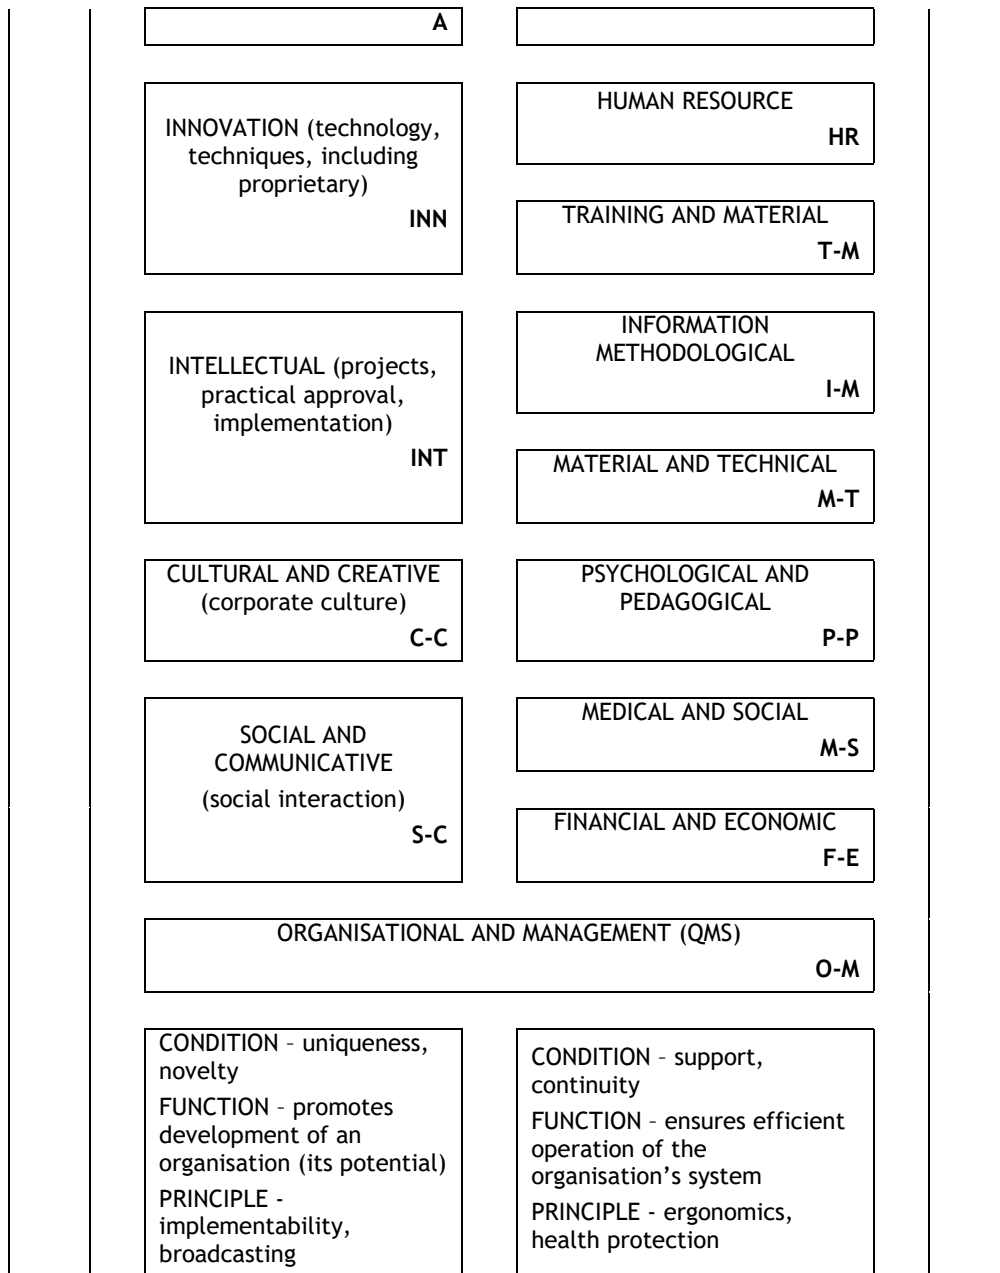 A
INNOVATION (technology,
techniques, including
proprietary)
INN
INTELLECTUAL (projects,
practical approval,
implementation)
INT
CULTURAL AND CREATIVE
(corporate culture)
C-C
SOCIAL AND
COMMUNICATIVE
(social interaction)
S-C
HUMAN RESOURCE
HR
TRAINING AND MATERIAL
T-M
INFORMATION
METHODOLOGICAL
I-M
MATERIAL AND TECHNICAL
M-T
PSYCHOLOGICAL AND
PEDAGOGICAL
P-P
MEDICAL AND SOCIAL
M-S
FINANCIAL AND ECONOMIC
F-E
ORGANISATIONAL AND MANAGEMENT (QMS)
O-M
CONDITION – uniqueness,
novelty
FUNCTION – promotes
development of an
organisation (its potential)
PRINCIPLE -
implementability,
broadcasting
CONDITION – support,
continuity
FUNCTION – ensures efficient
operation of the
organisation’s system
PRINCIPLE - ergonomics,
health protection